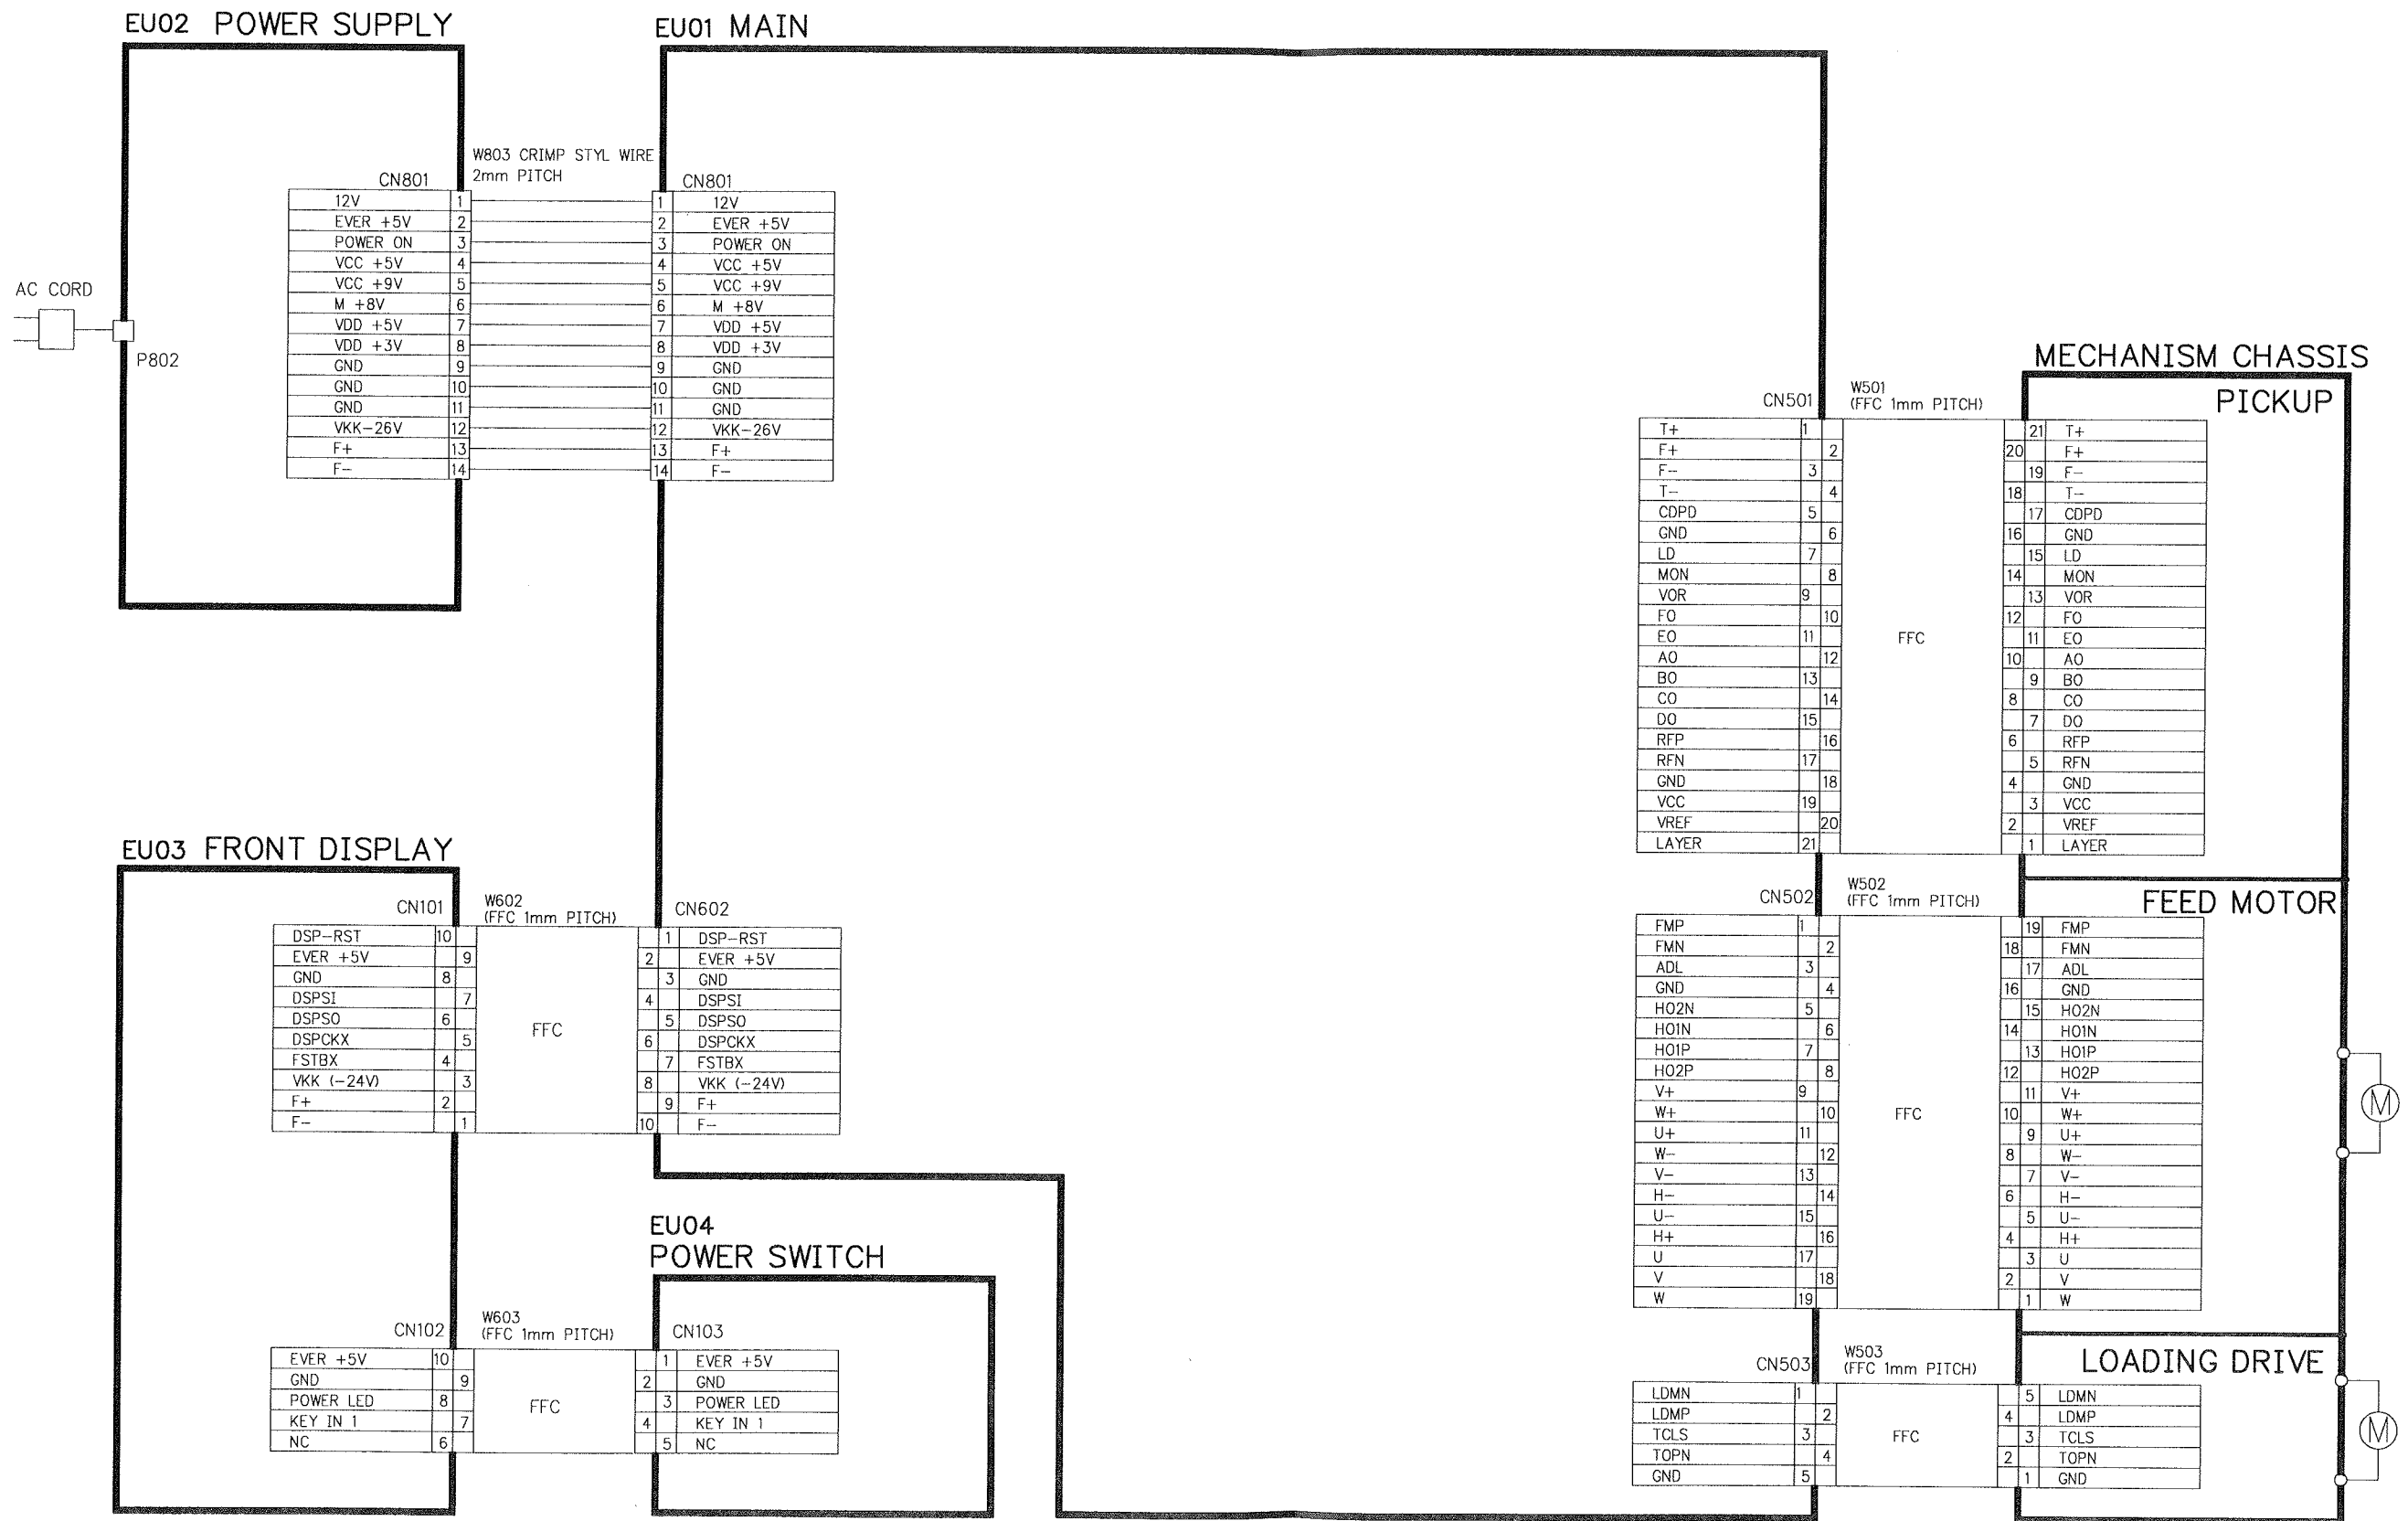 EU02 POWER SUPPLY
EU01 MAIN
W803 CRIMP STYL WIRE
2mm PITCH
CN801
CN801
12V 1 1 12V
EVER +5V 2 2 EVER +5V
POWER ON 3 3 POWER ON
VCC +5V 4 4 VCC +5V
VCC +9V 5 5 VCC +9V
M +8V 6 6 M +8V
VDD +5V 7 7 VDD +5V
VDD +3V 8 8 VDD +3V
GND 9 9 GND
GND 10 10 GND
GND 11 11 GND
VKK-26V 12 12 VKK-26V
F+ 13 13 F+
F- 14 14 F-
AC CORD
P802
MECHANISM CHASSIS
PICKUP
CN501
W501
(FFC 1mm PITCH)
T+ 1 21 T+
F+ 2 20 F+
F- 3 19 F-
T- 4 18 T-
CDPD 5 17 CDPD
GND 6 16 GND
LD 7 15 LD
MON 8 14 MON
VOR 9 13 VOR
FO 10 12 FO
EO 11 FFC 11 EO
AO 12 10 AO
BO 13 9 BO
CO 14 8 CO
DO 15 7 DO
RFP 16 6 RFP
RFN 17 5 RFN
GND 18 4 GND
VCC 19 3 VCC
VREF 20 2 VREF
LAYER 21 1 LAYER
EU03 FRONT DISPLAY
CN101
W602
(FFC 1mm PITCH)
CN602
DSP-RST 10 1 DSP-RST
EVER +5V 9 2 EVER +5V
GND 8 3 GND
DSPSI 7 4 DSPSI
DSPSO 6 FFC 5 DSPSO
DSPCKX 5 6 DSPCKX
FSTBX 4 7 FSTBX
VKK (-24V) 3 8 VKK (-24V)
F+ 2 9 F+
F- 1 10 F-
CN502
W502
(FFC 1mm PITCH)
FEED MOTOR
FMP 1 19 FMP
FMN 2 18 FMN
ADL 3 17 ADL
GND 4 16 GND
HO2N 5 15 HO2N
HO1N 6 14 HO1N
HO1P 7 13 HO1P
HO2P 8 12 HO2P
V+ 9 11 V+
W+ 10 FFC 10 W+
U+ 11 9 U+
W- 12 8 W-
V- 13 7 V-
H- 14 6 H-
U- 15 5 U-
H+ 16 4 H+
U 17 3 U
V 18 2 V
W 19 1 W
M
EU04
POWER SWITCH
CN102
W603
(FFC 1mm PITCH)
CN103
EVER +5V 10 1 EVER +5V
GND 9 2 GND
POWER LED 8 FFC 3 POWER LED
KEY IN 1 7 4 KEY IN 1
NC 6 5 NC
CN503
W503
(FFC 1mm PITCH)
LOADING DRIVE
LDMN 1 5 LDMN
LDMP 2 4 LDMP
TCLS 3 FFC 3 TCLS
TOPN 4 2 TOPN
GND 5 1 GND
M